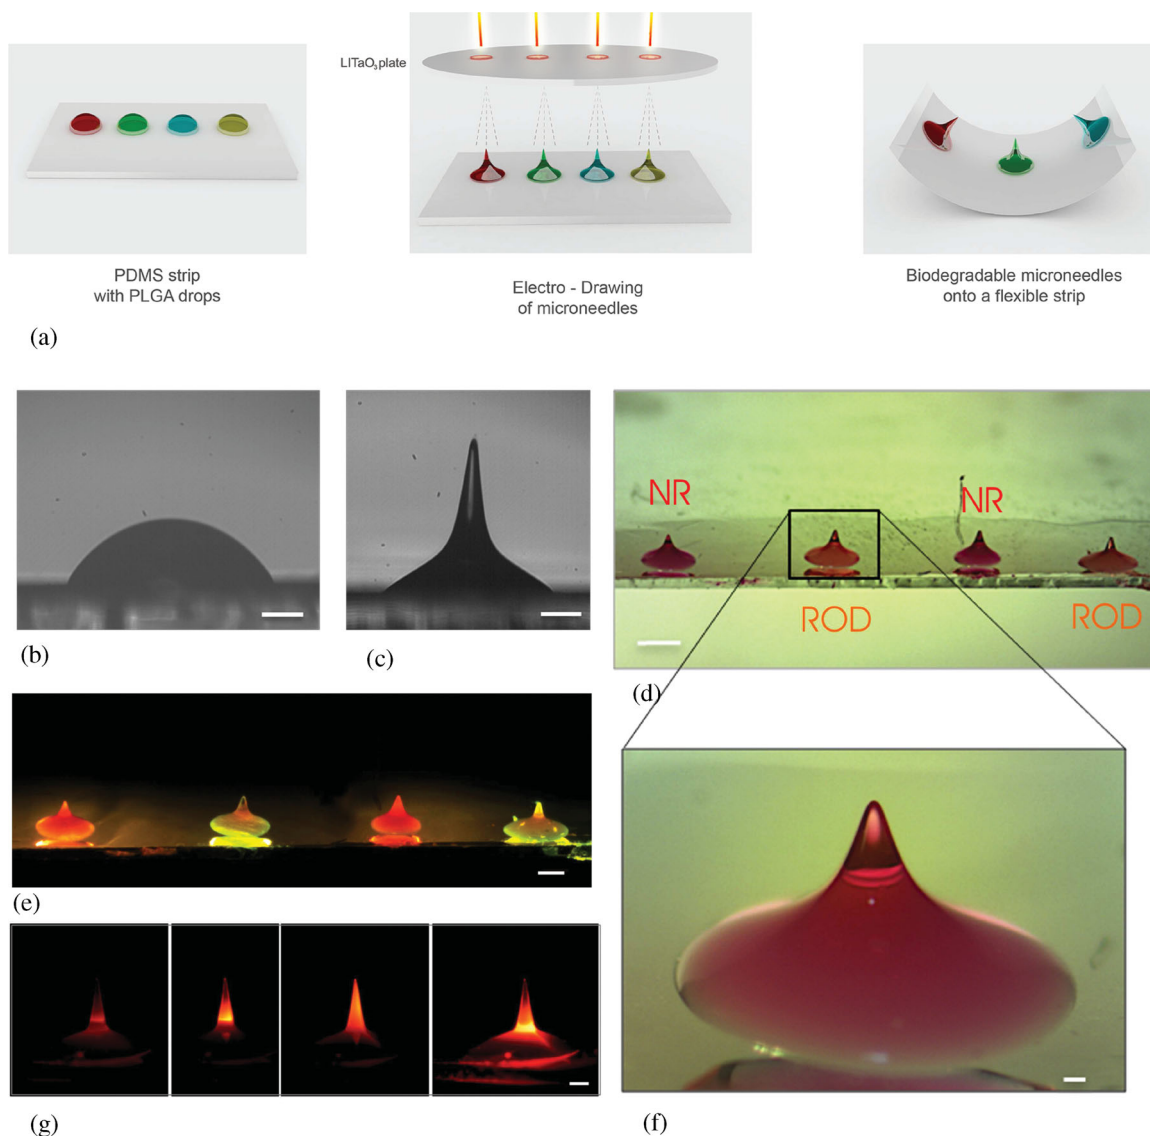 LiTaO₃plate
PDMS strip
with PLGA drops
Electro - Drawing
of microneedles
Biodegradable microneedles
onto a flexible strip
(a)
NR
NR
ROD
ROD
(b)
(c)
(d)
(e)
(g)
(f)